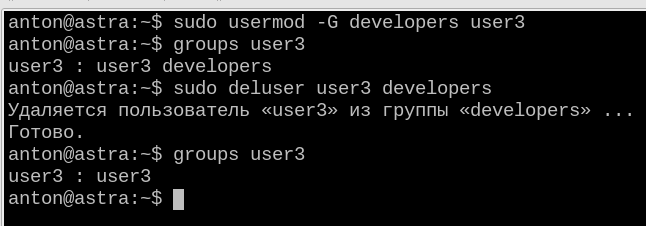 anton@astra:~$ sudo usermod -G developers user3
anton@astra:~$ groups user3
user3 : user3 developers
anton@astra:~$ sudo deluser user3 developers
Удаляется пользователь «user3» из группы «developers» ...
Готово.
anton@astra:~$ groups user3
user3 : user3
anton@astra:~$